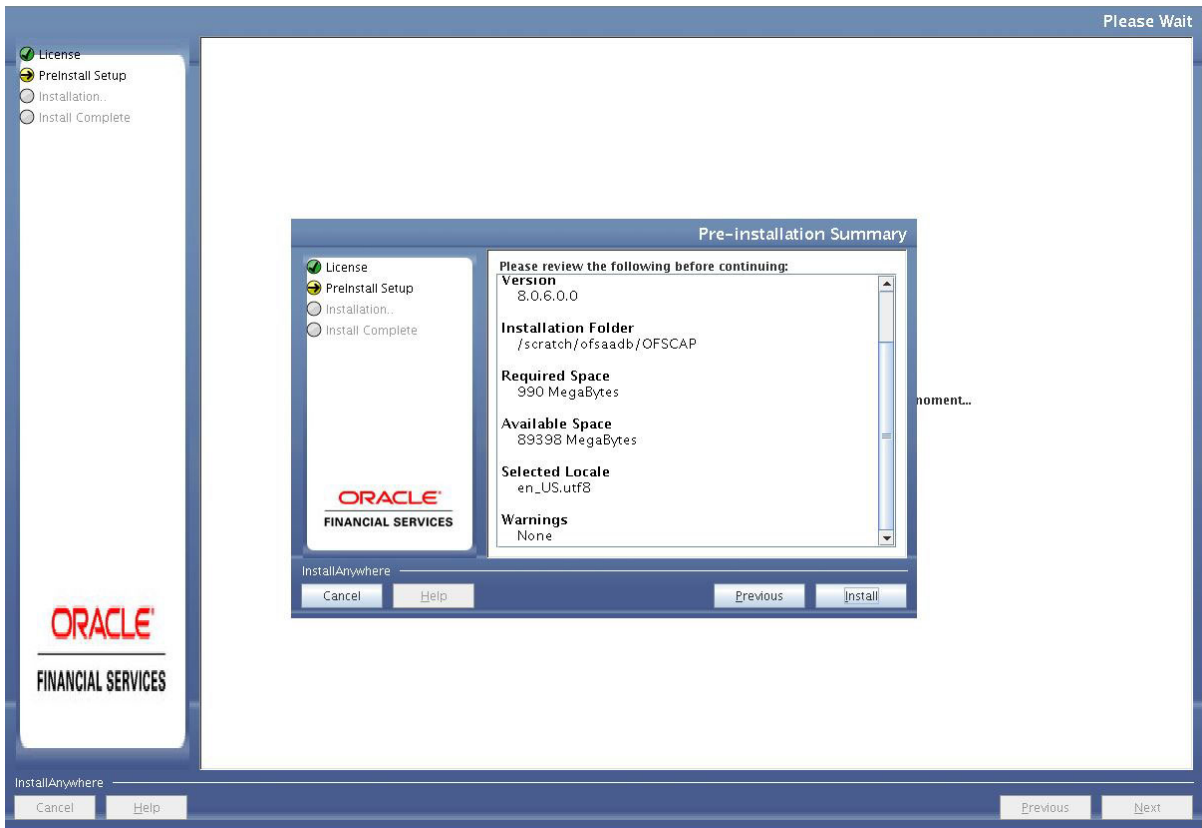 Please Wait
License
PreInstall Setup
Installation..
Install Complete
Pre-installation Summary
License
PreInstall Setup
Installation..
Install Complete
Please review the following before continuing:
Version
8.0.6.0.0
Installation Folder
/scratch/ofsaadb/OFSCAP
Required Space
990 MegaBytes
Available Space
89398 MegaBytes
Selected Locale
en_US.utf8
Warnings
None
ORACLE
FINANCIAL SERVICES
InstallAnywhere
Cancel
Help
Previous
Install
moment...
ORACLE
FINANCIAL SERVICES
InstallAnywhere
Cancel
Help
Previous
Next